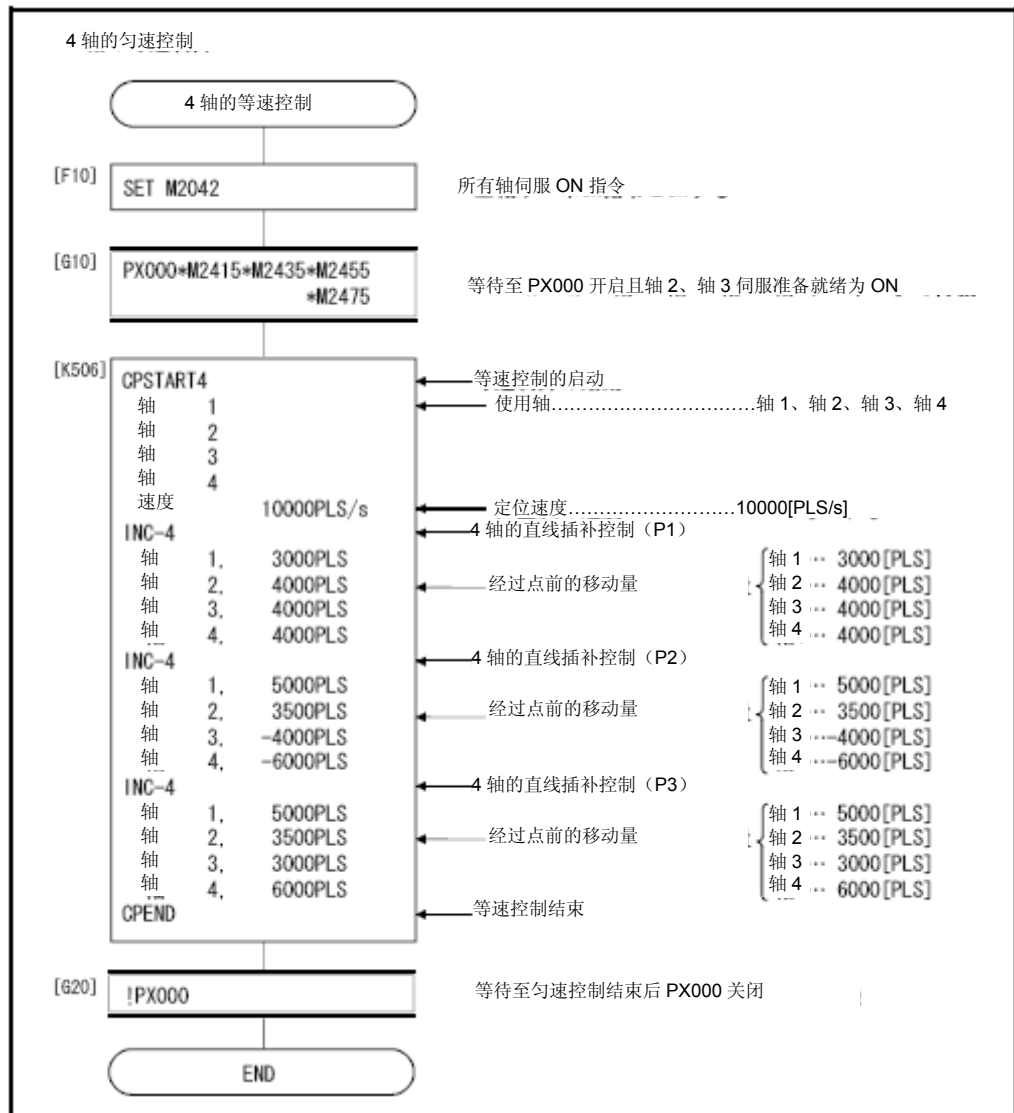 4 轴的匀速控制
4 轴的等速控制
[F10] SET M2042 所有轴伺服 ON 指令
[G10] PX000*M2415*M2435*M2455
*M2475
等待至 PX000 开启且轴 2、轴 3 伺服准备就绪为 ON
[K506] CPSTART4 等速控制的启动
轴 1 使用轴……………………………轴 1、轴 2、轴 3、轴 4
轴 2
轴 3
轴 4
速度 10000PLS/s 定位速度………………………10000[PLS/s]
INC-4 4 轴的直线插补控制（P1）
轴 1, 3000PLS 轴 1 … 3000[PLS]
轴 2, 4000PLS 经过点前的移动量 轴 2 … 4000[PLS]
轴 3, 4000PLS 轴 3 … 4000[PLS]
轴 4, 4000PLS 轴 4 … 4000[PLS]
INC-4 4 轴的直线插补控制（P2）
轴 1, 5000PLS 轴 1 … 5000[PLS]
轴 2, 3500PLS 经过点前的移动量 轴 2 … 3500[PLS]
轴 3, -4000PLS 轴 3 …-4000[PLS]
轴 4, -6000PLS 轴 4 …-6000[PLS]
INC-4 4 轴的直线插补控制（P3）
轴 1, 5000PLS 轴 1 … 5000[PLS]
轴 2, 3500PLS 经过点前的移动量 轴 2 … 3500[PLS]
轴 3, 3000PLS 轴 3 … 3000[PLS]
轴 4, 6000PLS 轴 4 … 6000[PLS]
CPEND 等速控制结束
[G20] !PX000 等待至匀速控制结束后 PX000 关闭
END